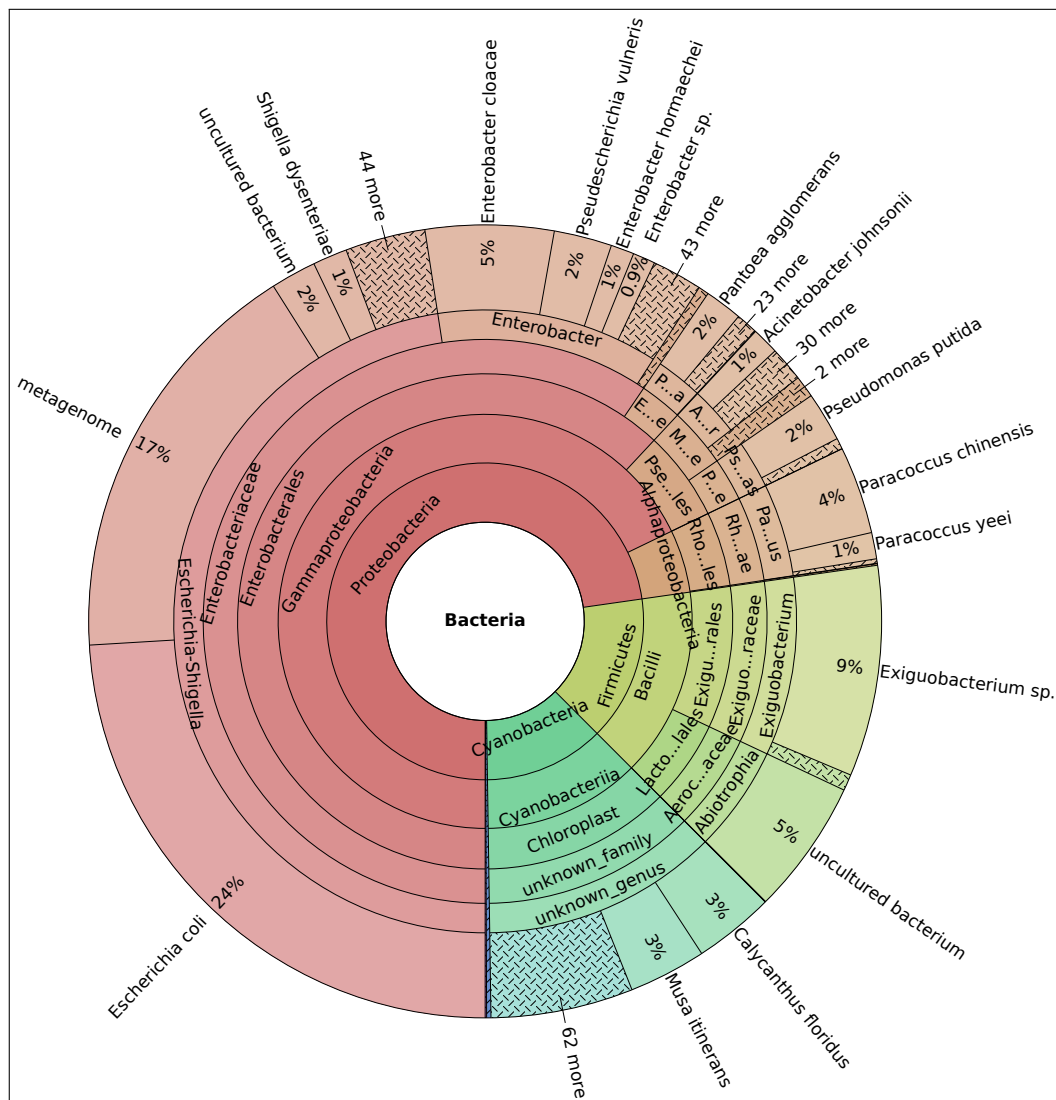 Bacteria
Proteobacteria
Gammaproteobacteria
Enterobacterales
Enterobacteriaceae
Escherichia-Shigella
Escherichia coli 24%
metagenome 17%
uncultured bacterium 2%
Shigella dysenteriae 1%
44 more
Enterobacter
Enterobacter cloacae 5%
Pseudescherichia vulneris 2%
Enterobacter hormaechei 1%
Enterobacter sp. 0.9%
43 more
E...e
P...a
Pantoea agglomerans 2%
23 more
Pse...les
M...e
A...r
Acinetobacter johnsonii 1%
30 more
2 more
P...e
Ps...as
Pseudomonas putida 2%
Alphaproteobacteria
Rho...les
Rh...ae
Pa...us
Paracoccus chinensis 4%
Paracoccus yeei 1%
Firmicutes
Bacilli
Exigu...rales
Exiguo...raceae
Exiguobacterium
Exiguobacterium sp. 9%
Lacto...lales
Aeroc...aceae
Abiotrophia
uncultured bacterium 5%
Cyanobacteria
Cyanobacteriia
Chloroplast
unknown_family
unknown_genus
Calycanthus floridus 3%
Musa itinerans 3%
62 more